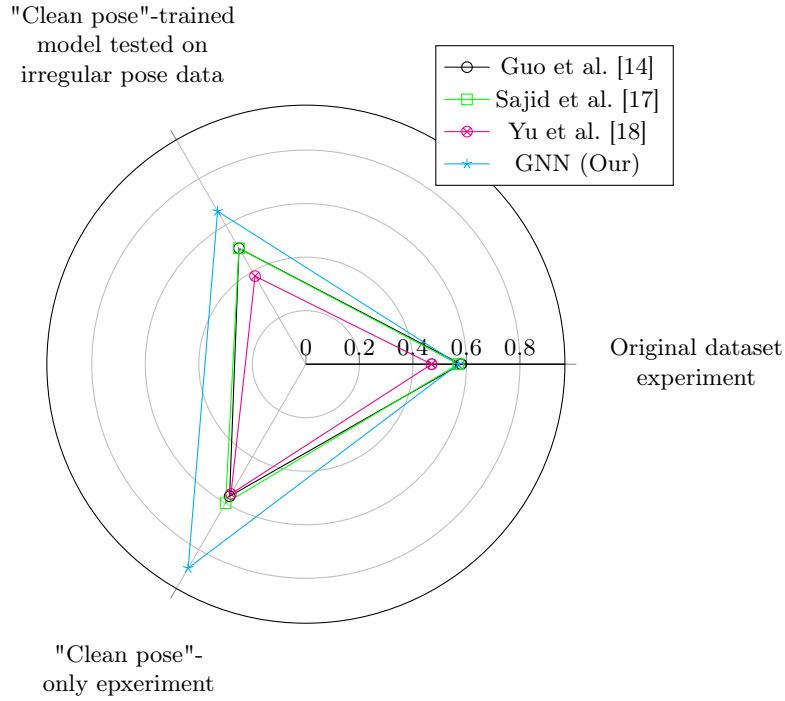 "Clean pose"-trained
model tested on
irregular pose data
Guo et al. [14]
Sajid et al. [17]
Yu et al. [18]
GNN (Our)
0 0.2 0.4 0.6 0.8
Original dataset
experiment
"Clean pose"-
only epxeriment